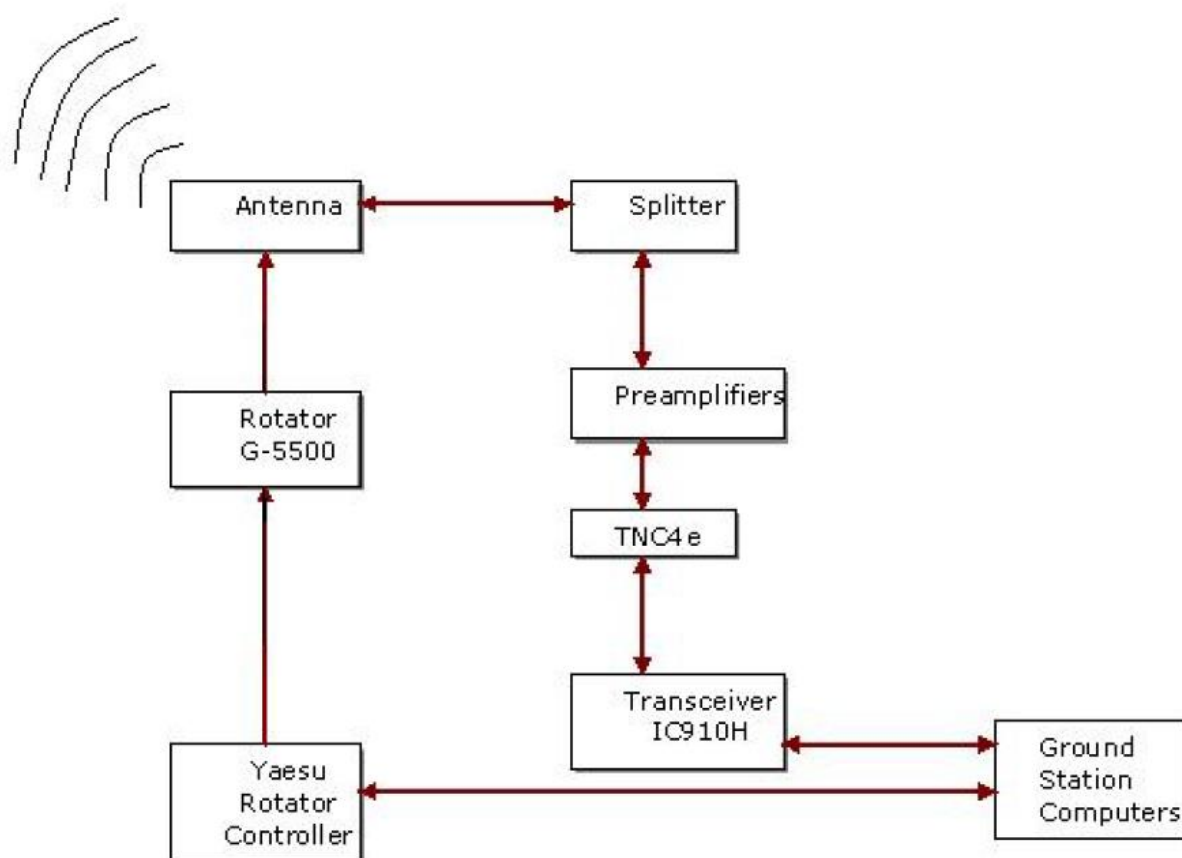 Antenna
Splitter
Rotator
G-5500
Preamplifiers
TNC4e
Transceiver
IC910H
Yaesu
Rotator
Controller
Ground
Station
Computers